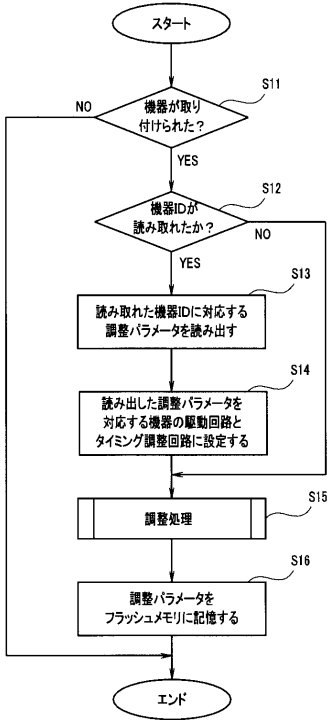 スタート
S11
機器が取り
付けられた?
NO
YES
S12
機器IDが
読み取れたか?
NO
YES
S13
読み取れた機器IDに対応する
調整パラメータを読み出す
S14
読み出した調整パラメータを
対応する機器の駆動回路と
タイミング調整回路に設定する
S15
調整処理
S16
調整パラメータを
フラッシュメモリに記憶する
エンド